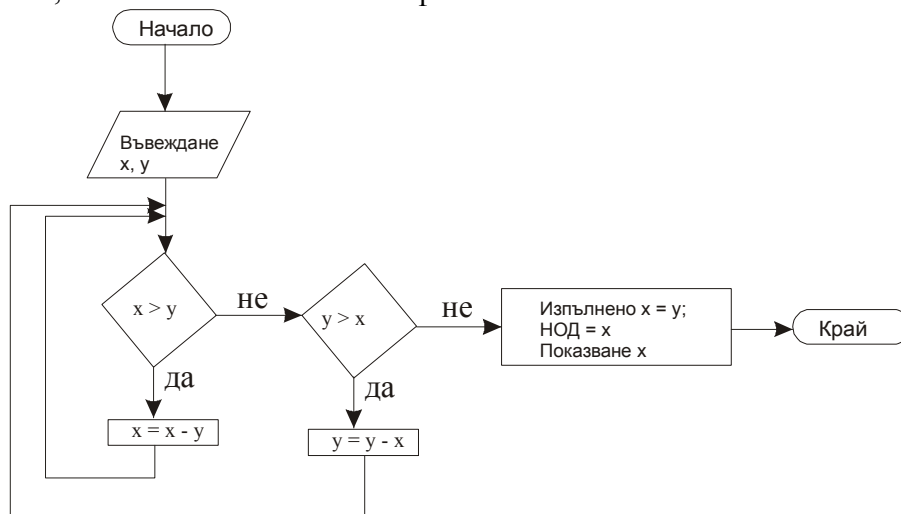 Начало
Въвеждане
x, y
x > y
не
y > x
не
Изпълнено x = y;
НОД = x
Показване x
Край
да
да
x = x - y
y = y - x